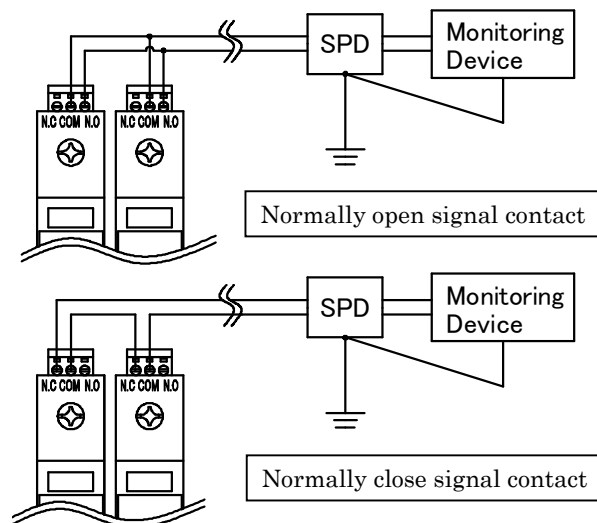 SPD
Monitoring
Device
N.C COM N.O N.C COM N.O
Normally open signal contact
SPD
Monitoring
Device
N.C COM N.O N.C COM N.O
Normally close signal contact